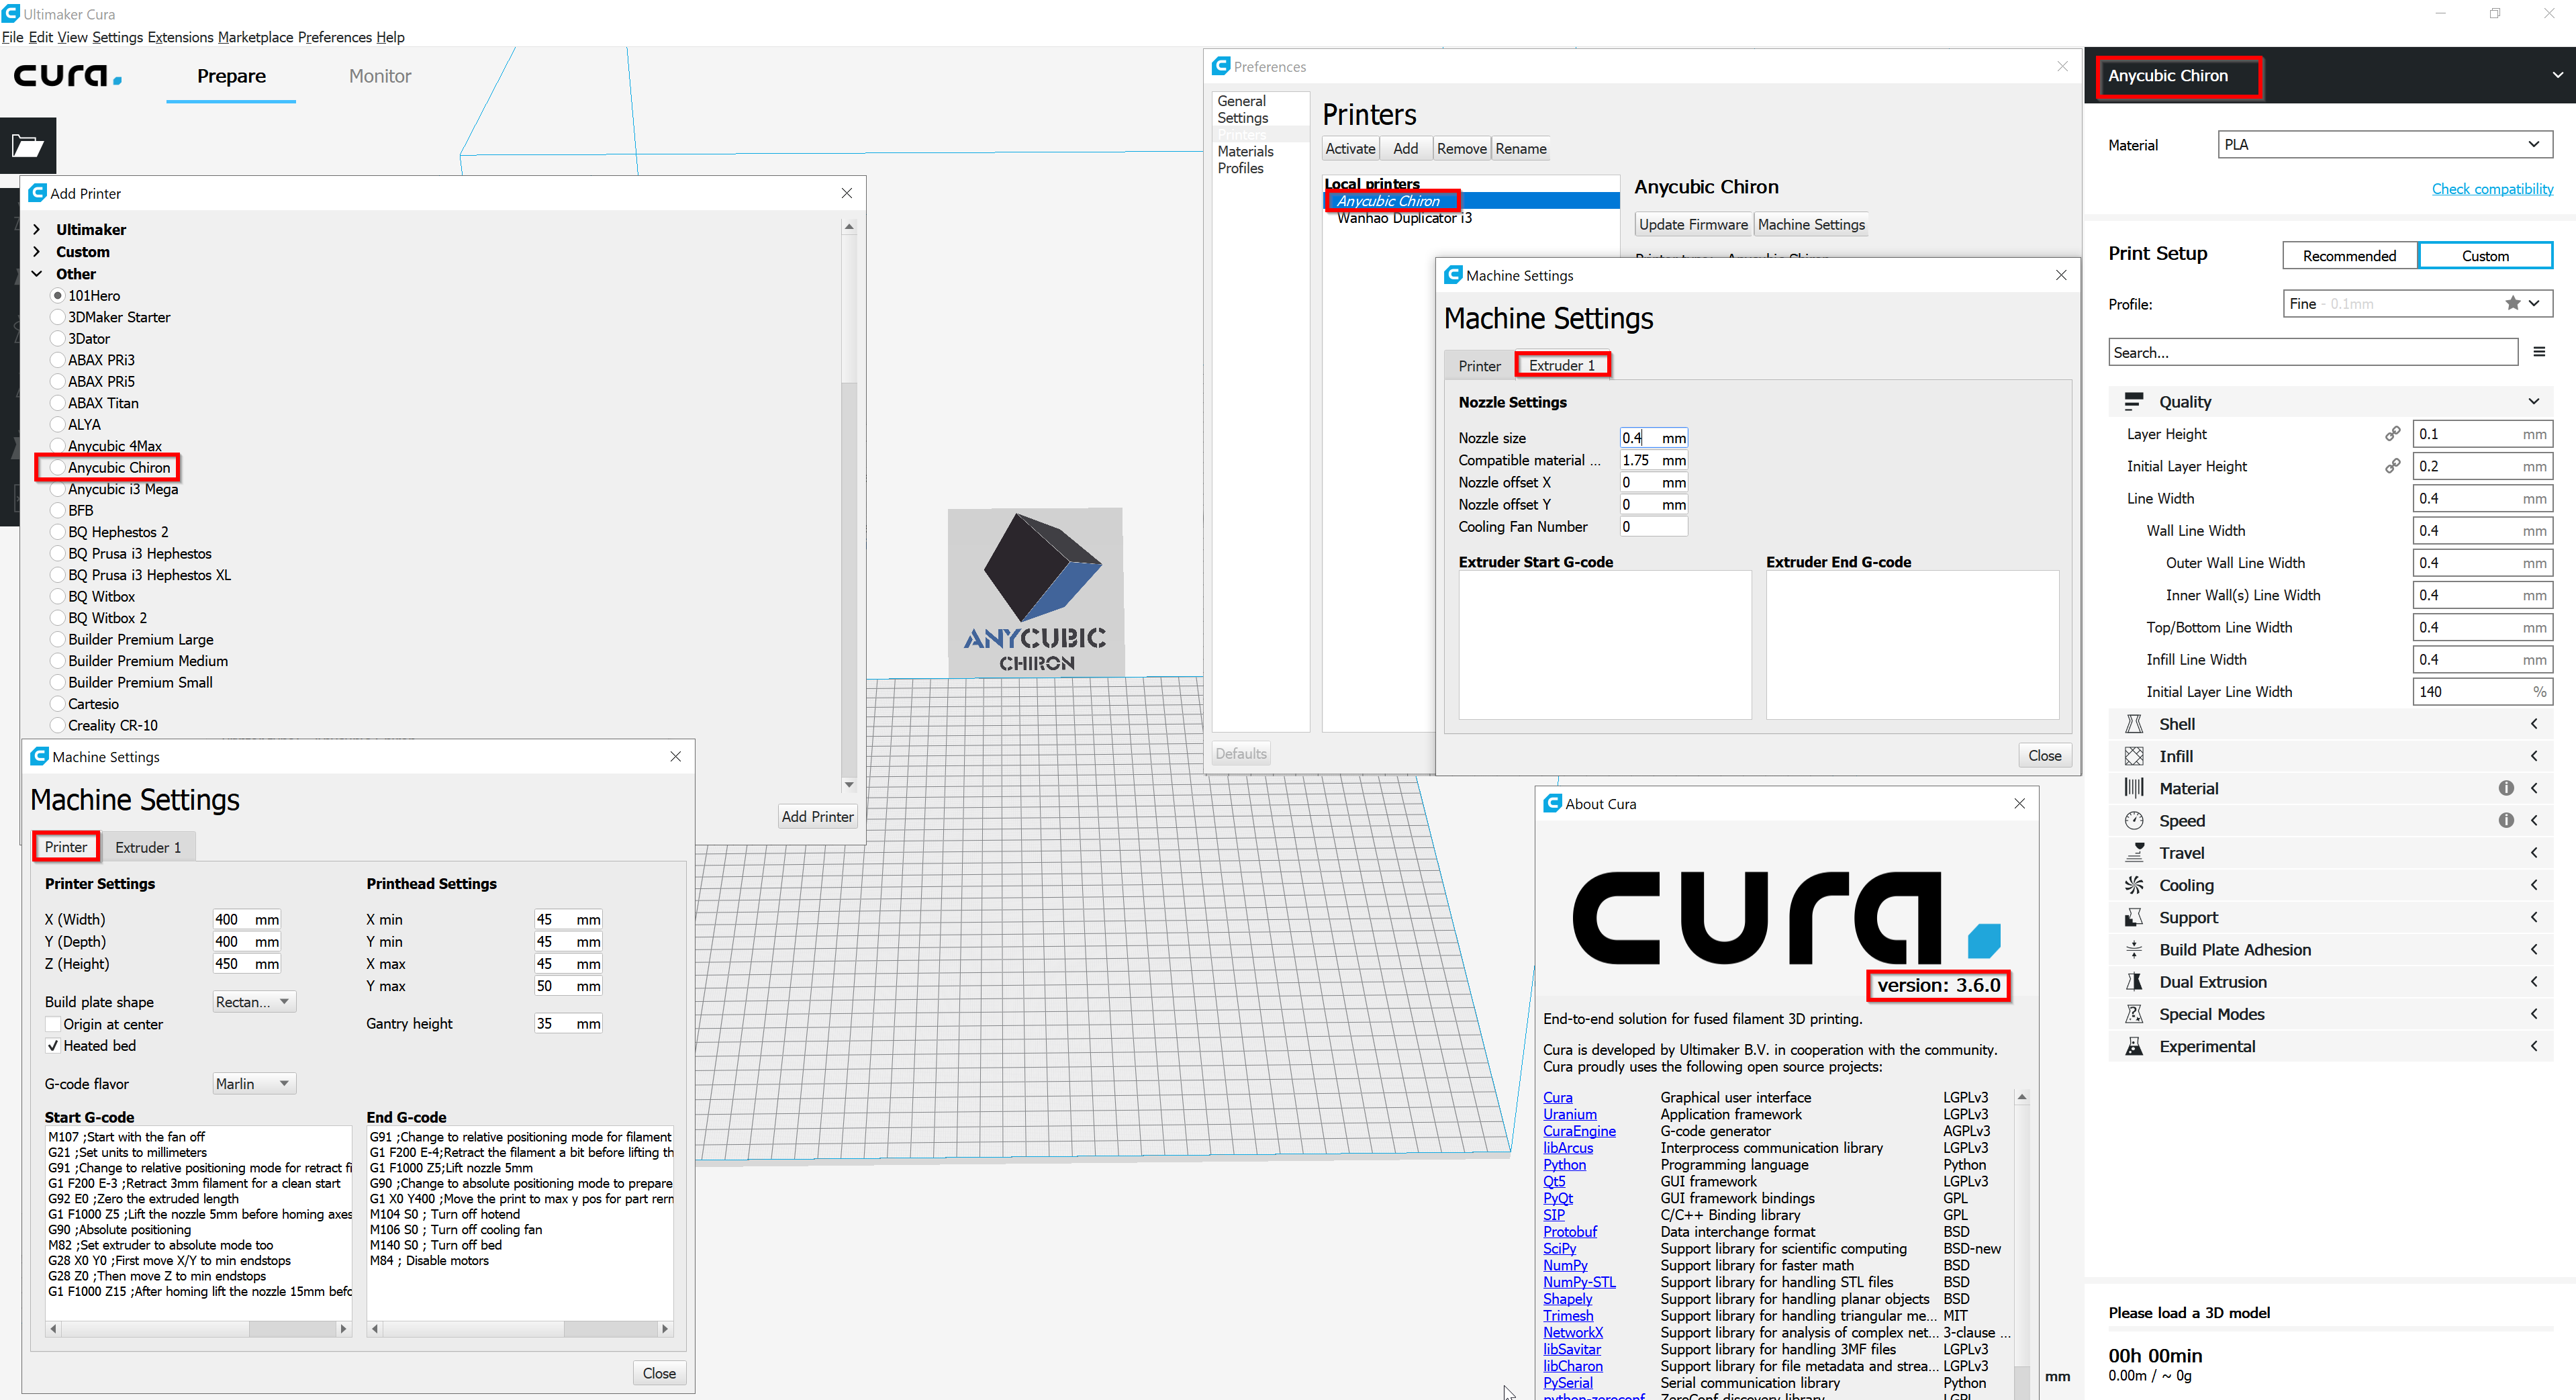 Ultimaker Cura
File Edit View Settings Extensions Marketplace Preferences Help
cura.
Prepare
Monitor
Add Printer
Ultimaker
Custom
Other
101Hero
3DMaker Starter
3Dator
ABAX PRi3
ABAX PRi5
ABAX Titan
ALYA
Anycubic 4Max
Anycubic Chiron
Anycubic i3 Mega
BFB
BQ Hephestos 2
BQ Prusa i3 Hephestos
BQ Prusa i3 Hephestos XL
BQ Witbox
BQ Witbox 2
Builder Premium Large
Builder Premium Medium
Builder Premium Small
Cartesio
Creality CR-10
Add Printer
Machine Settings
Machine Settings
Printer
Extruder 1
Printer Settings
X (Width) 400 mm
Y (Depth) 400 mm
Z (Height) 450 mm
Build plate shape Rectan...
Origin at center
Heated bed
G-code flavor Marlin
Printhead Settings
X min 45 mm
Y min 45 mm
X max 45 mm
Y max 50 mm
Gantry height 35 mm
Start G-code
M107 ;Start with the fan off
G21 ;Set units to millimeters
G91 ;Change to relative positioning mode for retract fi
G1 F200 E-3 ;Retract 3mm filament for a clean start
G92 E0 ;Zero the extruded length
G1 F1000 Z5 ;Lift the nozzle 5mm before homing axes
G90 ;Absolute positioning
M82 ;Set extruder to absolute mode too
G28 X0 Y0 ;First move X/Y to min endstops
G28 Z0 ;Then move Z to min endstops
G1 F1000 Z15 ;After homing lift the nozzle 15mm befo
End G-code
G91 ;Change to relative positioning mode for filament
G1 F200 E-4;Retract the filament a bit before lifting th
G1 F1000 Z5;Lift nozzle 5mm
G90 ;Change to absolute positioning mode to prepare
G1 X0 Y400 ;Move the print to max y pos for part rem
M104 S0 ; Turn off hotend
M106 S0 ; Turn off cooling fan
M140 S0 ; Turn off bed
M84 ; Disable motors
Close
ANYCUBIC
CHIRON
Preferences
General
Settings
Printers
Materials
Profiles
Defaults
Printers
Activate Add Remove Rename
Local printers
Anycubic Chiron
Wanhao Duplicator i3
Anycubic Chiron
Update Firmware Machine Settings
Machine Settings
Machine Settings
Printer
Extruder 1
Nozzle Settings
Nozzle size 0.4 mm
Compatible material ... 1.75 mm
Nozzle offset X 0 mm
Nozzle offset Y 0 mm
Cooling Fan Number 0
Extruder Start G-code
Extruder End G-code
Close
About Cura
cura.
version: 3.6.0
End-to-end solution for fused filament 3D printing.
Cura is developed by Ultimaker B.V. in cooperation with the community.
Cura proudly uses the following open source projects:
Cura Graphical user interface LGPLv3
Uranium Application framework LGPLv3
CuraEngine G-code generator AGPLv3
libArcus Interprocess communication library LGPLv3
Python Programming language Python
Qt5 GUI framework LGPLv3
PyQt GUI framework bindings GPL
SIP C/C++ Binding library GPL
Protobuf Data interchange format BSD
SciPy Support library for scientific computing BSD-new
NumPy Support library for faster math BSD
NumPy-STL Support library for handling STL files BSD
Shapely Support library for handling planar objects BSD
Trimesh Support library for handling triangular me... MIT
NetworkX Support library for analysis of complex net... 3-clause ...
libSavitar Support library for handling 3MF files LGPLv3
libCharon Support library for file metadata and strea... LGPLv3
PySerial Serial communication library Python
python-zeroconf ZeroConf discovery library LGPL
mm
Anycubic Chiron
Material PLA
Check compatibility
Print Setup Recommended Custom
Profile: Fine - 0.1mm
Search...
Quality
Layer Height 0.1 mm
Initial Layer Height 0.2 mm
Line Width 0.4 mm
Wall Line Width 0.4 mm
Outer Wall Line Width 0.4 mm
Inner Wall(s) Line Width 0.4 mm
Top/Bottom Line Width 0.4 mm
Infill Line Width 0.4 mm
Initial Layer Line Width 140 %
Shell
Infill
Material
Speed
Travel
Cooling
Support
Build Plate Adhesion
Dual Extrusion
Special Modes
Experimental
Please load a 3D model
00h 00min
0.00m / ~ 0g